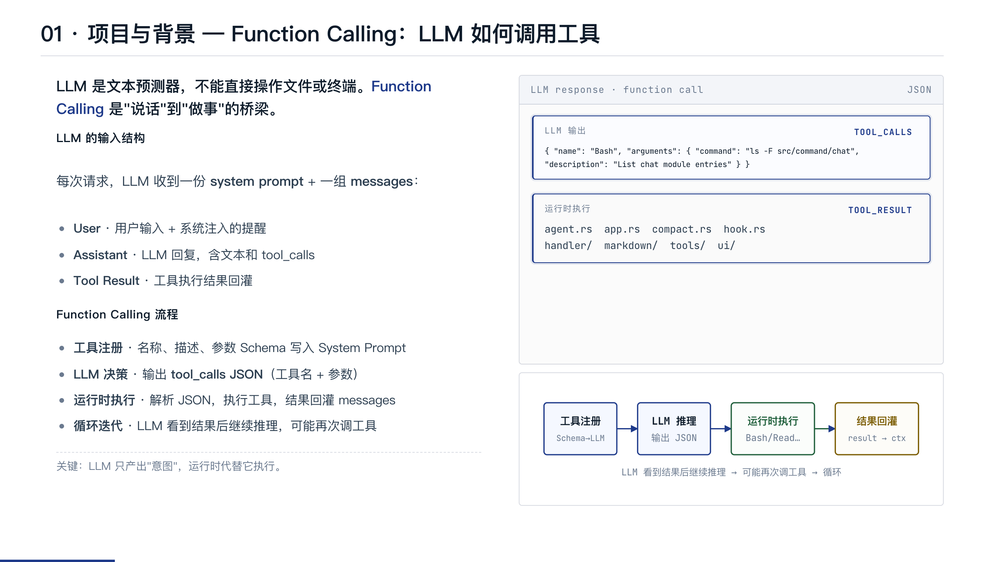 01 · 项目与背景 — Function Calling：LLM 如何调用工具
LLM 是文本预测器，不能直接操作文件或终端。Function
Calling 是"说话"到"做事"的桥梁。
LLM 的输入结构
每次请求，LLM 收到一份 system prompt + 一组 messages：
User · 用户输入 + 系统注入的提醒
Assistant · LLM 回复，含文本和 tool_calls
Tool Result · 工具执行结果回灌
Function Calling 流程
工具注册 · 名称、描述、参数 Schema 写入 System Prompt
LLM 决策 · 输出 tool_calls JSON（工具名 + 参数）
运行时执行 · 解析 JSON，执行工具，结果回灌 messages
循环迭代 · LLM 看到结果后继续推理，可能再次调工具
关键：LLM 只产出"意图"，运行时代替它执行。
LLM response · function call JSON
LLM 输出 TOOL_CALLS
{ "name": "Bash", "arguments": { "command": "ls -F src/command/chat",
"description": "List chat module entries" } }
运行时执行 TOOL_RESULT
agent.rs app.rs compact.rs hook.rs
handler/ markdown/ tools/ ui/
工具注册
Schema→LLM
LLM 推理
输出 JSON
运行时执行
Bash/Read…
结果回灌
result → ctx
LLM 看到结果后继续推理 → 可能再次调工具 → 循环